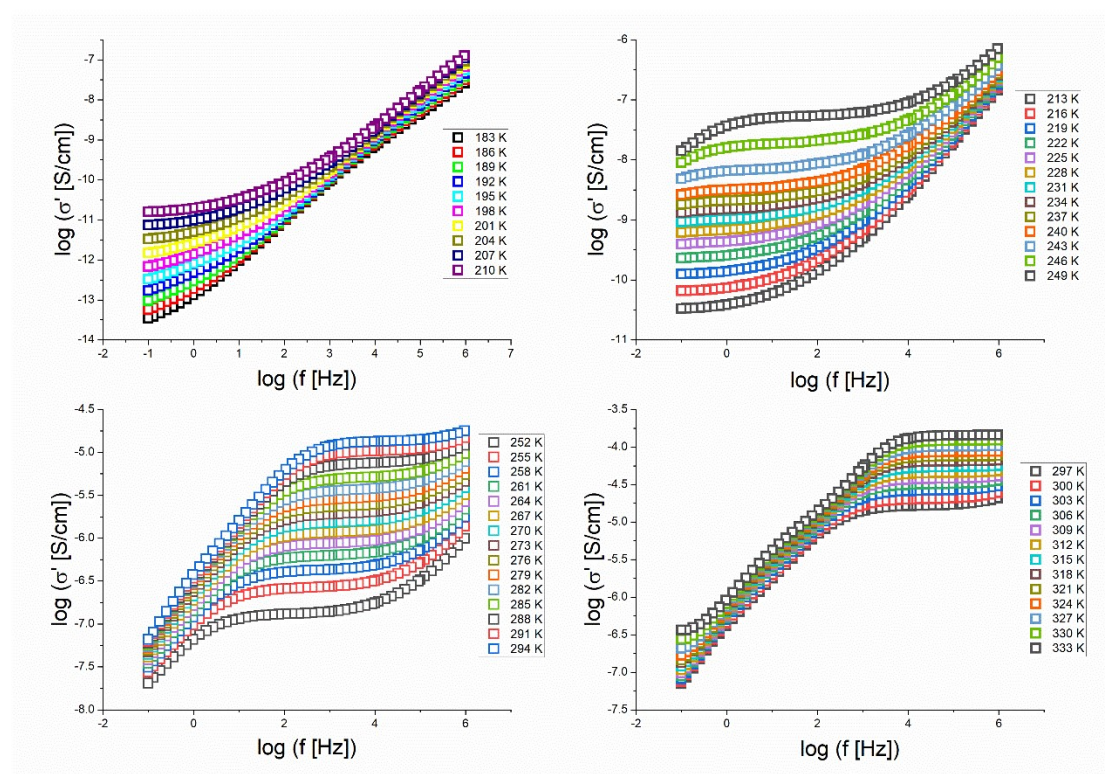 -7
-8
-9
-10
-11
-12
-13
-14
log (σ' [S/cm])
-2
-1
0
1
2
3
4
5
6
7
log (f [Hz])
183 K
186 K
189 K
192 K
195 K
198 K
201 K
204 K
207 K
210 K
-6
-7
-8
-9
-10
-11
log (σ' [S/cm])
-2
0
2
4
6
log (f [Hz])
213 K
216 K
219 K
222 K
225 K
228 K
231 K
234 K
237 K
240 K
243 K
246 K
249 K
-4.5
-5.0
-5.5
-6.0
-6.5
-7.0
-7.5
-8.0
log (σ' [S/cm])
-2
0
2
4
6
log (f [Hz])
252 K
255 K
258 K
261 K
264 K
267 K
270 K
273 K
276 K
279 K
282 K
285 K
288 K
291 K
294 K
-3.5
-4.0
-4.5
-5.0
-5.5
-6.0
-6.5
-7.0
-7.5
log (σ' [S/cm])
-2
0
2
4
6
log (f [Hz])
297 K
300 K
303 K
306 K
309 K
312 K
315 K
318 K
321 K
324 K
327 K
330 K
333 K